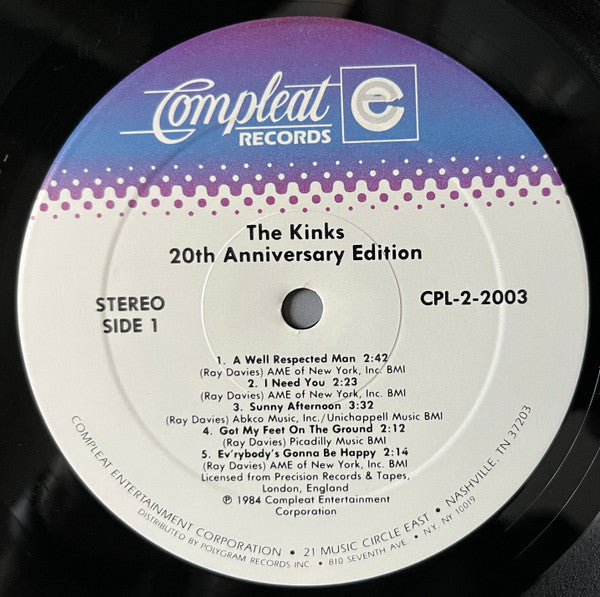 Compleat
RECORDS
The Kinks
20th Anniversary Edition
STEREO
SIDE 1
CPL-2-2003
1. A Well Respected Man 2:42
(Ray Davies) AME of New York, Inc. BMI
2. I Need You 2:23
(Ray Davies) AME of New York, Inc. BMI
3. Sunny Afternoon 3:32
(Ray Davies) Abkco Music, Inc./Unichappell Music BMI
4. Got My Feet On The Ground 2:12
(Ray Davies) Picadilly Music BMI
5. Ev'rybody's Gonna Be Happy 2:14
(Ray Davies) AME of New York, Inc. BMI
Licensed from Precision Records & Tapes,
London, England
℗ 1984 Compleat Entertainment
Corporation
COMPLEAT ENTERTAINMENT CORPORATION • 21 MUSIC CIRCLE EAST • NASHVILLE, TN 37203
DISTRIBUTED BY POLYGRAM RECORDS INC. • 810 SEVENTH AVE. • NY, NY 10019